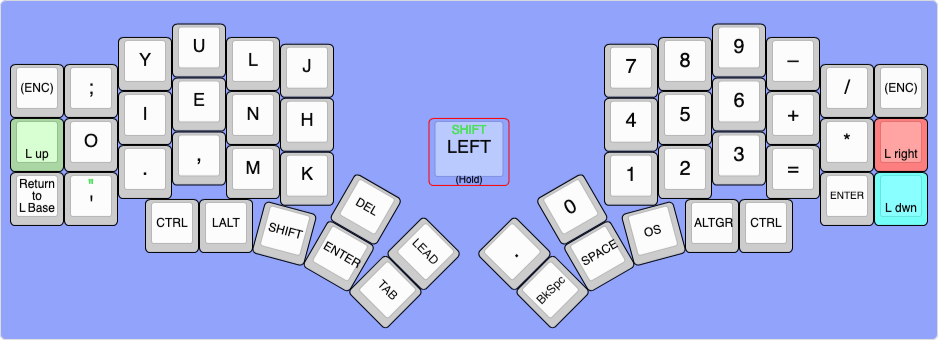 (ENC) ; Y U L J 7 8 9 – / (ENC)
L up O I E N H SHIFT 4 5 6 + * L right
LEFT
(Hold)
Return
to
L Base
"
' . , M K 1 2 3 = ENTER L dwn
CTRL LALT SHIFT DEL 0 OS ALTGR CTRL
ENTER LEAD . SPACE
TAB BkSpc